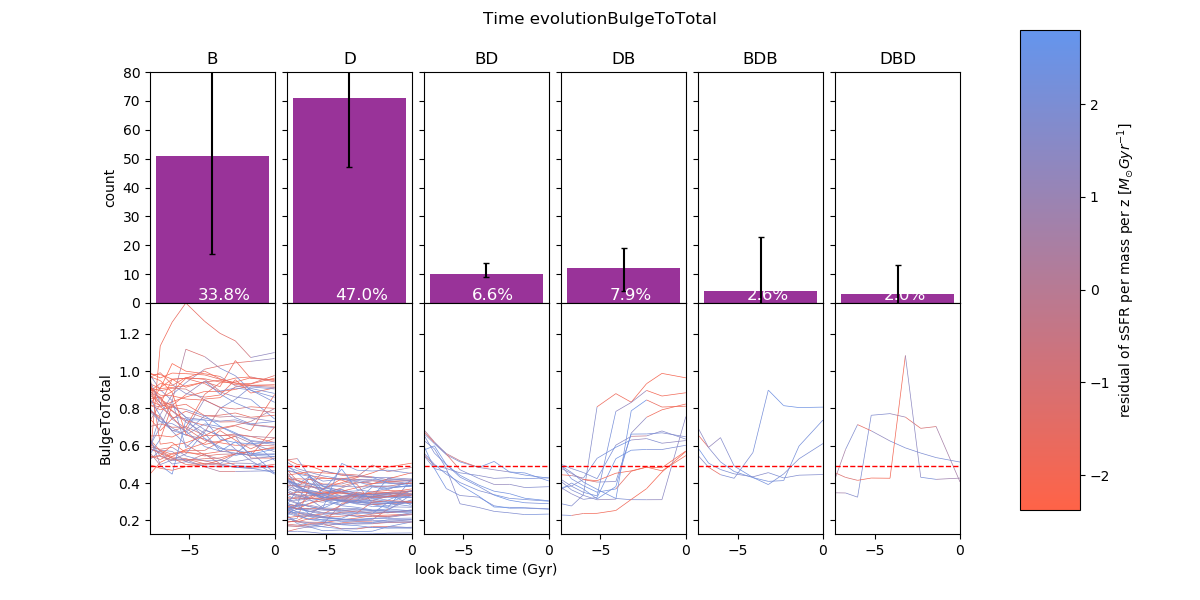 Time evolutionBulgeToTotal
B D BD DB BDB DBD
80
70
60
50
40
30
20
10
0
count
33.8% 47.0% 6.6% 7.9% 2.6% 2.0%
1.2
1.0
0.8
0.6
0.4
0.2
BulgeToTotal
−5 0 −5 0 −5 0 −5 0 −5 0 −5 0
look back time (Gyr)
2
1
0
−1
−2
residual of sSFR per mass per z [M⊙Gyr⁻¹]